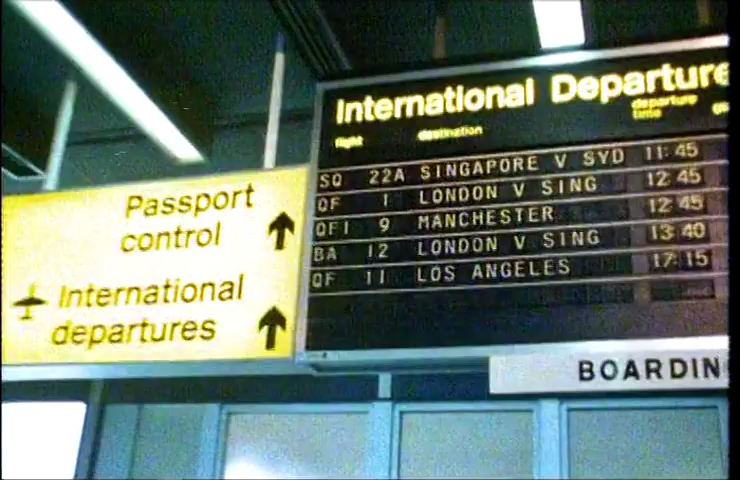 Passport
control
International
departures
International Departure
flight destination departure
time
SQ 22A SINGAPORE V SYD 11:45
QF 1 LONDON V SING 12:45
QFI 9 MANCHESTER 12:45
BA 12 LONDON V SING 13:40
QF 11 LOS ANGELES 17:15
BOARDIN